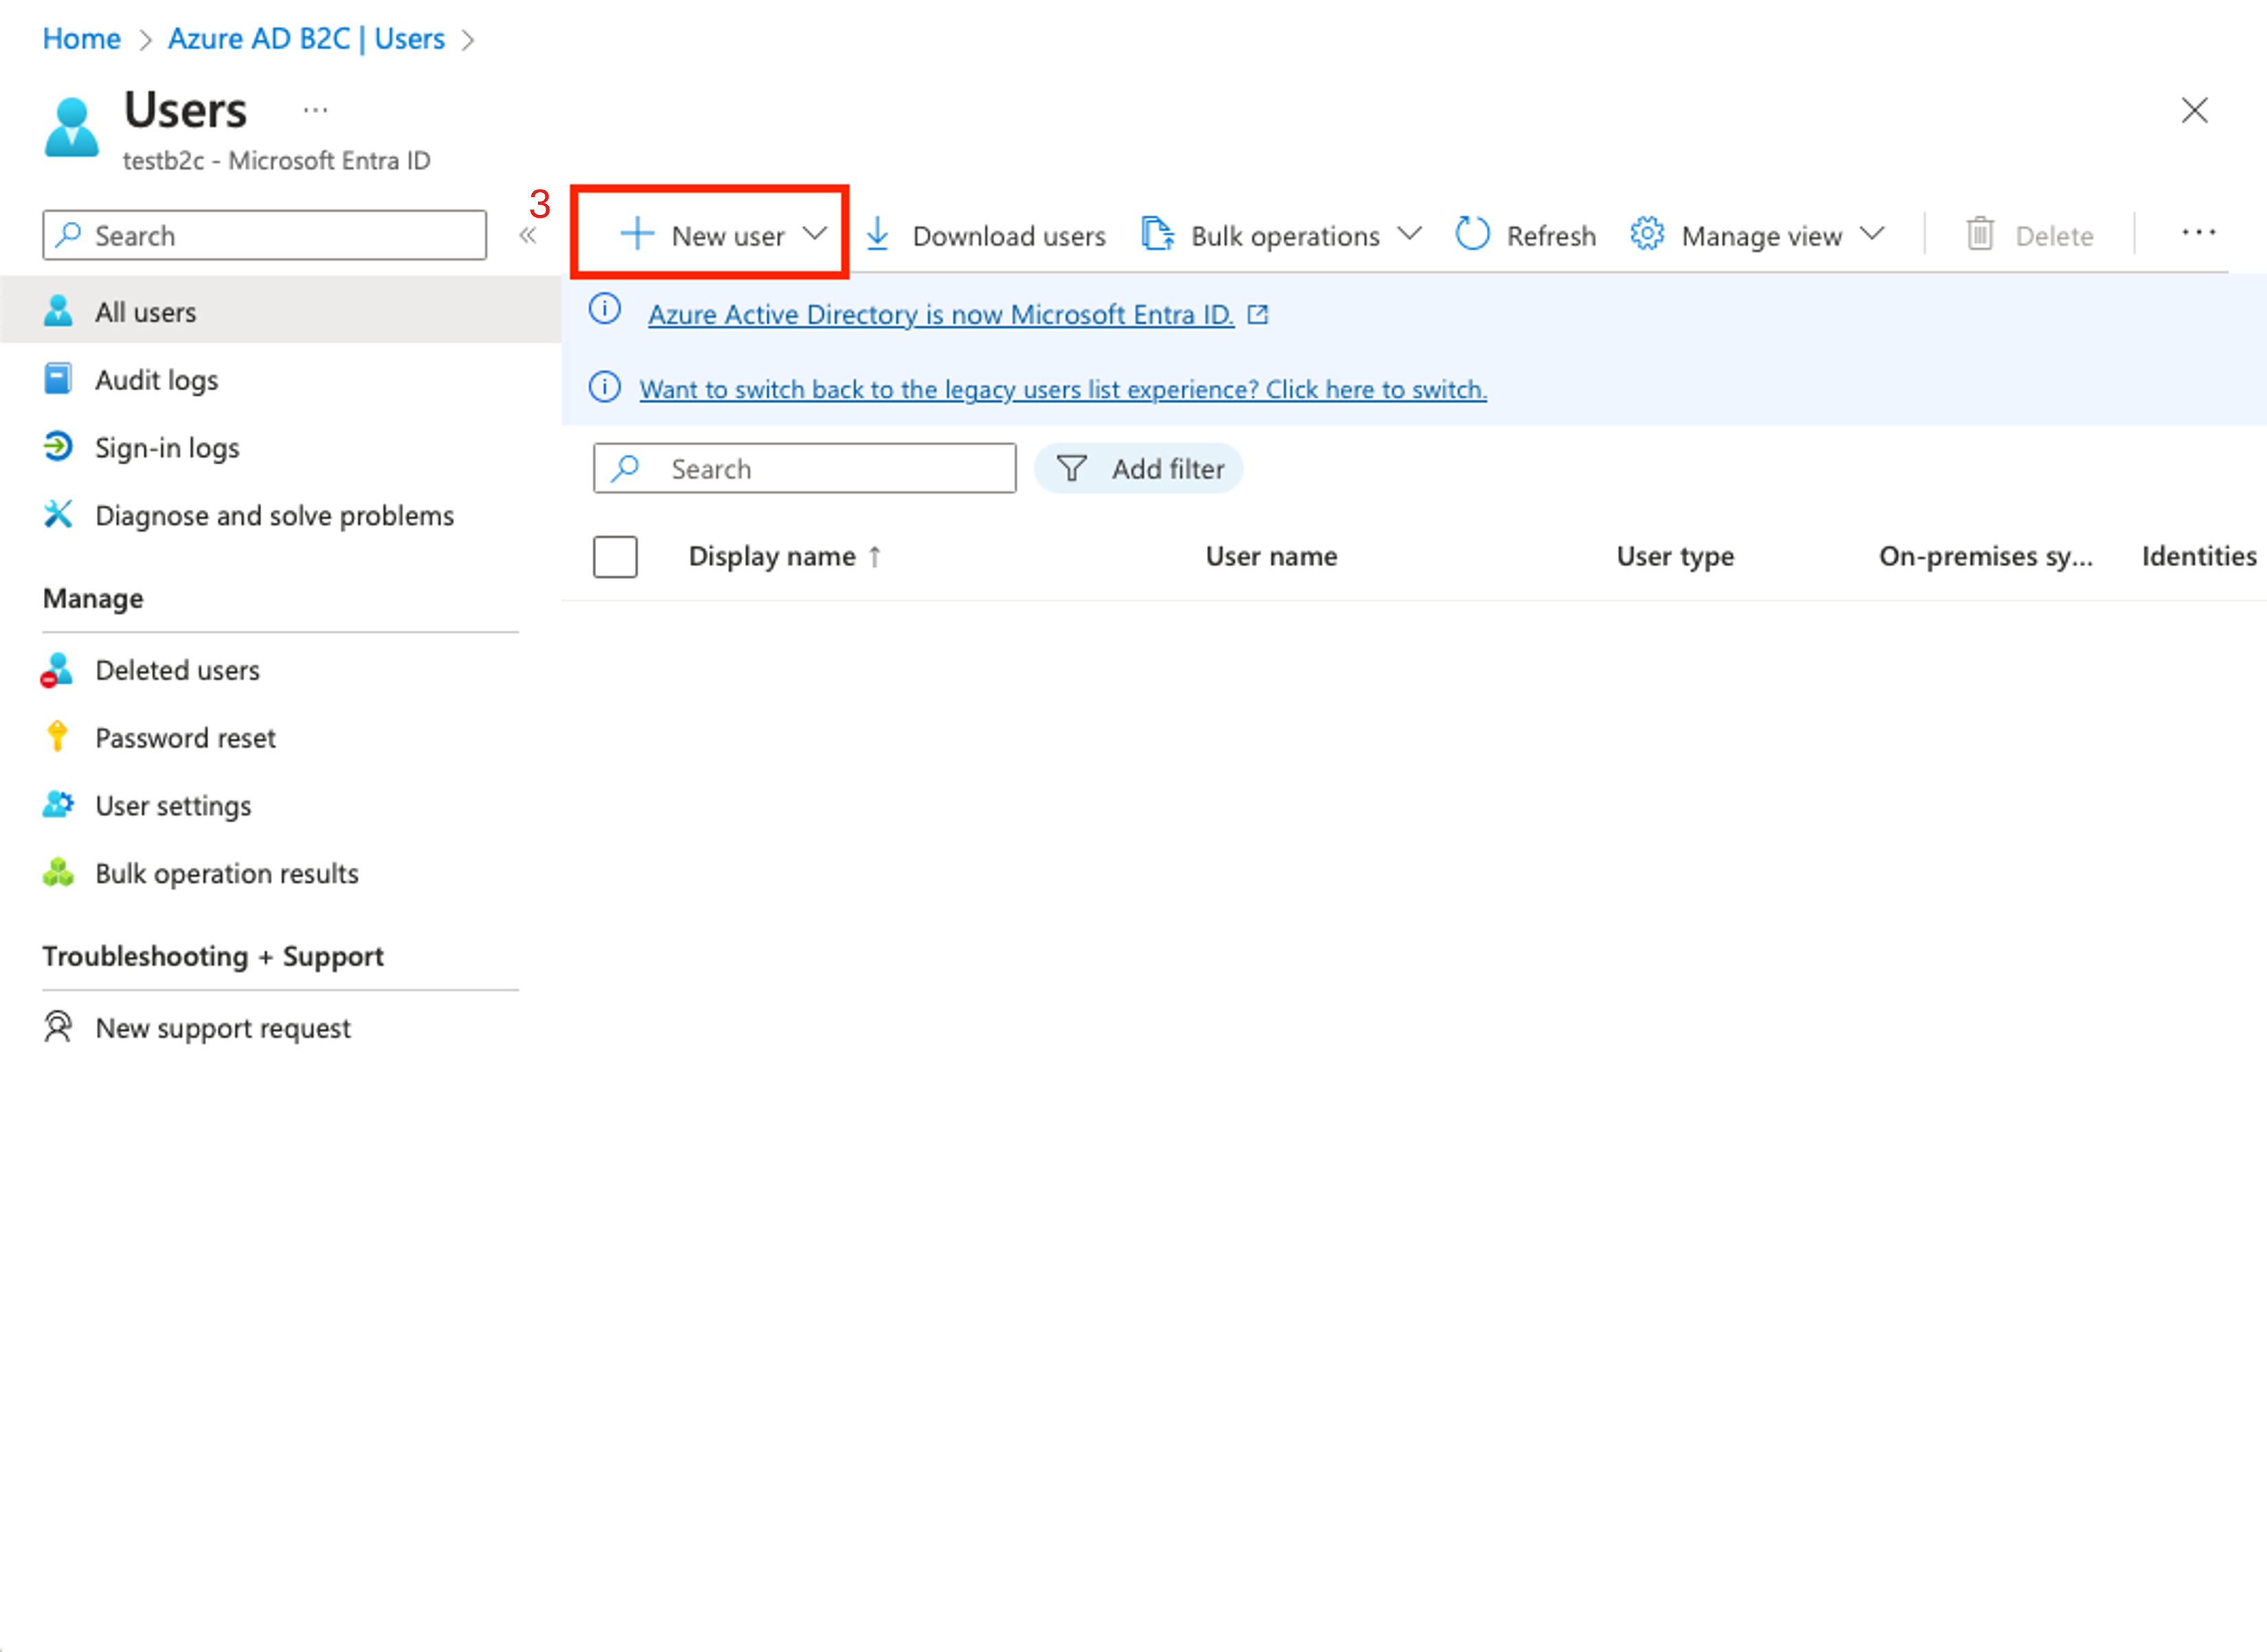 Home > Azure AD B2C | Users >
Users ...
testb2c - Microsoft Entra ID
Search
«
3
New user
Download users
Bulk operations
Refresh
Manage view
Delete
...
All users
Audit logs
Sign-in logs
Diagnose and solve problems
Manage
Deleted users
Password reset
User settings
Bulk operation results
Troubleshooting + Support
New support request
Azure Active Directory is now Microsoft Entra ID.
Want to switch back to the legacy users list experience? Click here to switch.
Search
Add filter
Display name ↑ User name User type On-premises sy... Identities